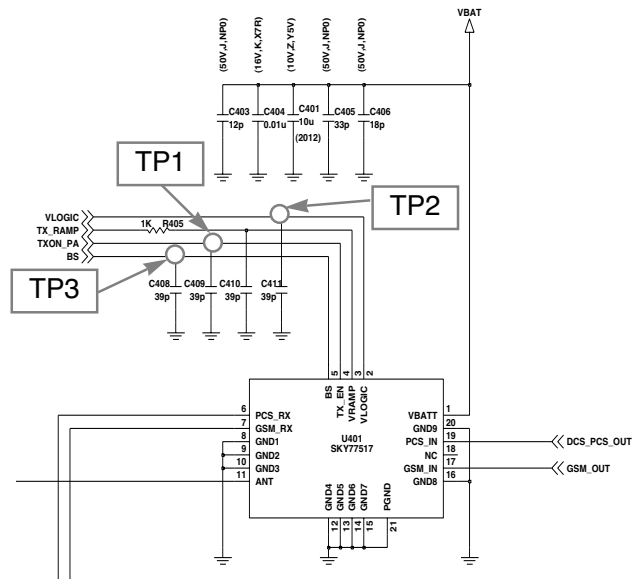 VBAT
(50V,J,NP0)
(16V,K,X7R)
(10V,Z,Y5V)
(50V,J,NP0)
(50V,J,NP0)
C403
12p
C404
0.01u
C401
10u
(2012)
C405
33p
C406
18p
TP1
TP2
VLOGIC
TX_RAMP
1K R405
TXON_PA
BS
TP3
C408
39p
C409
39p
C410
39p
C411
39p
5 4 3 2
BS
TX_EN
VRAMP
VLOGIC
6 PCS_RX
7 GSM_RX
8 GND1
9 GND2
10 GND3
11 ANT
U401
SKY77517
VBATT 1
GND9 20
PCS_IN 19
NC 18
GSM_IN 17
GND8 16
DCS_PCS_OUT
GSM_OUT
GND4
GND5
GND6
GND7
PGND
12 13 14 15 21